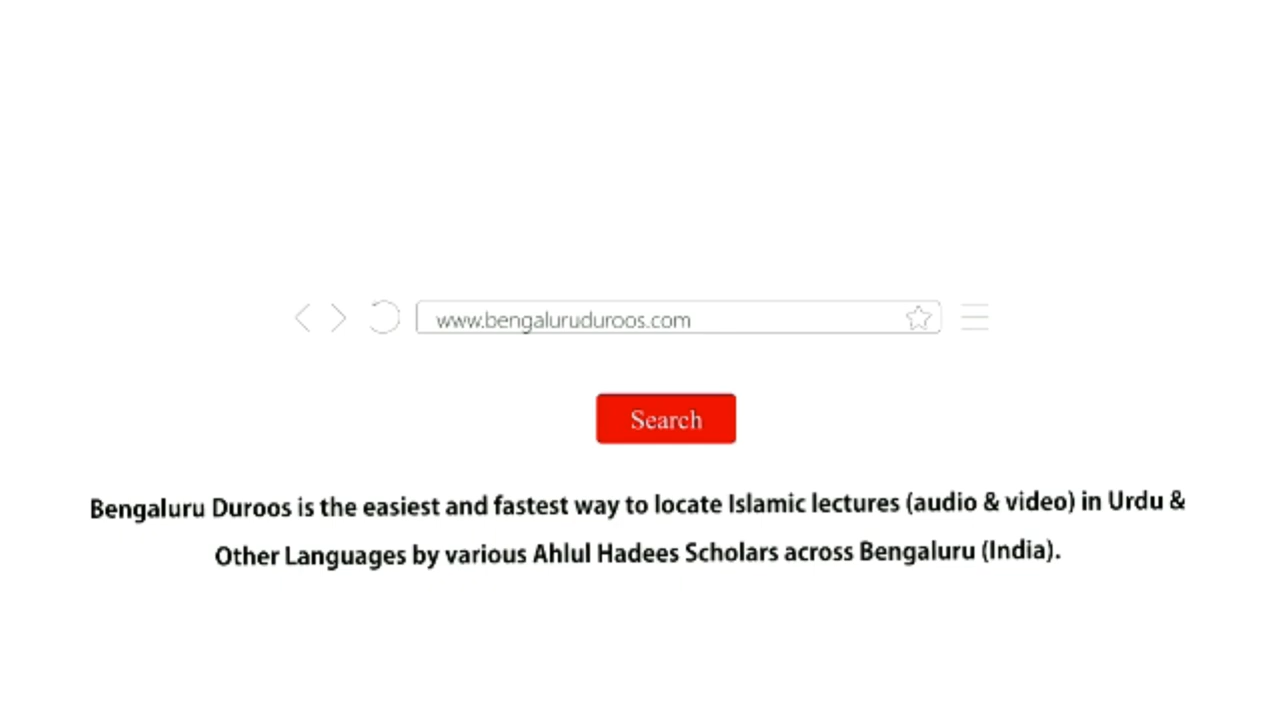 www.bengaluruduroos.com
Search
Bengaluru Duroos is the easiest and fastest way to locate Islamic lectures (audio & video) in Urdu &
Other Languages by various Ahlul Hadees Scholars across Bengaluru (India).